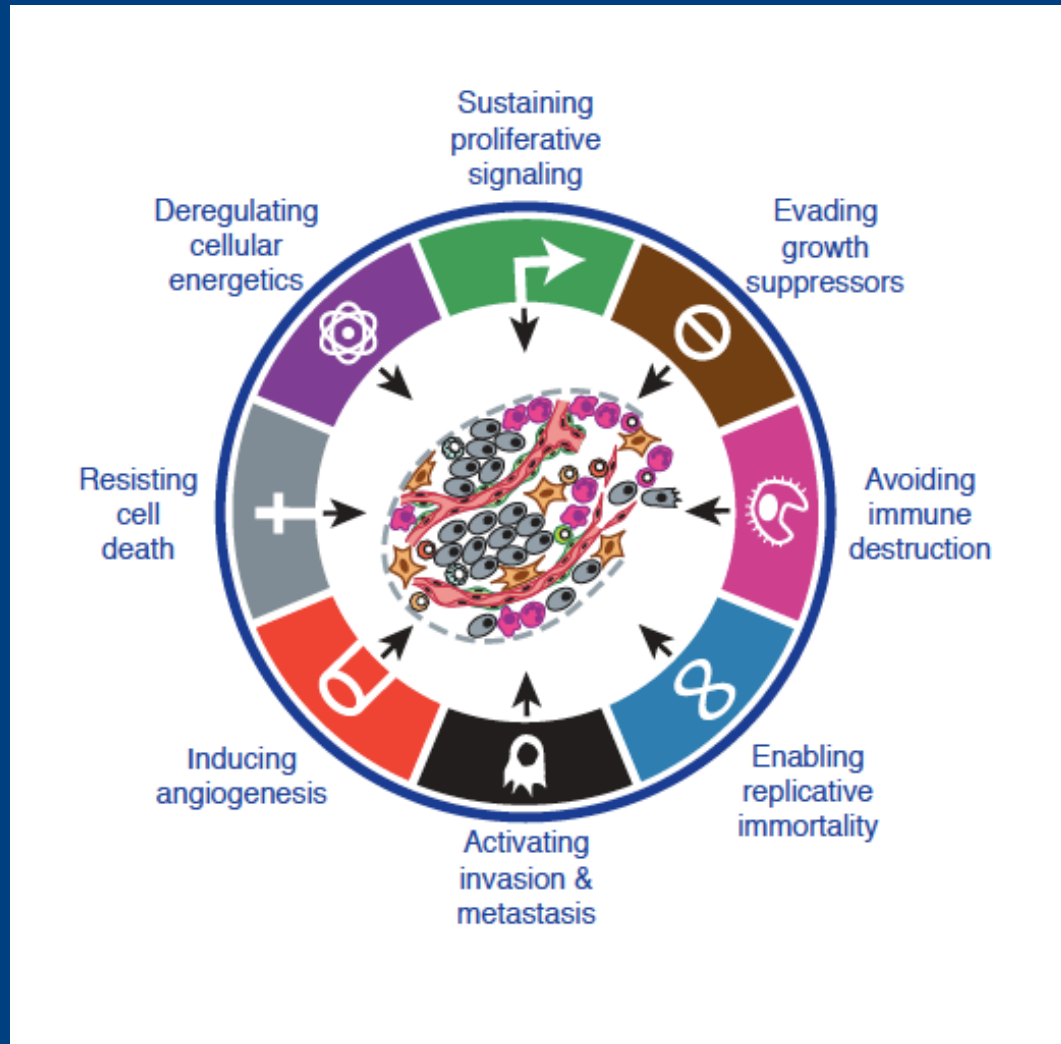 Sustaining
proliferative
signaling
Deregulating
cellular
energetics
Evading
growth
suppressors
Resisting
cell
death
Avoiding
immune
destruction
Inducing
angiogenesis
Enabling
replicative
immortality
Activating
invasion &
metastasis